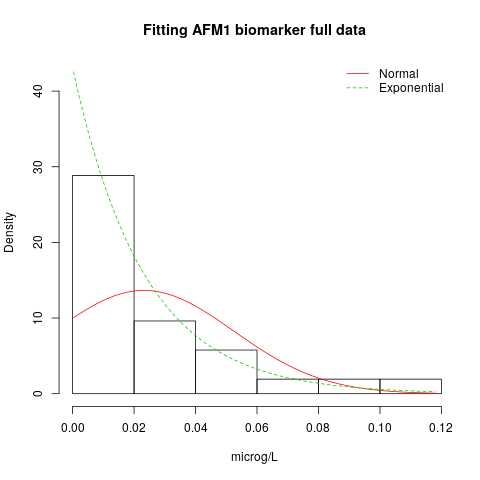 Fitting AFM1 biomarker full data
Normal
Exponential
Density
40
30
20
10
0
0.00 0.02 0.04 0.06 0.08 0.10 0.12
microg/L